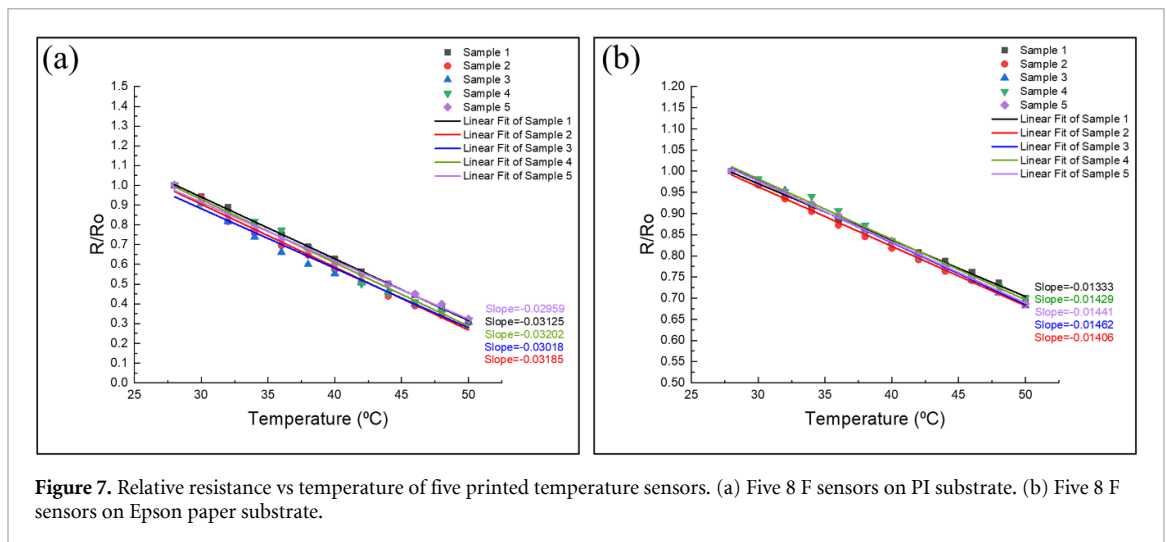 (a)
Sample 1
Sample 2
Sample 3
Sample 4
Sample 5
Linear Fit of Sample 1
Linear Fit of Sample 2
Linear Fit of Sample 3
Linear Fit of Sample 4
Linear Fit of Sample 5
1.5
1.4
1.3
1.2
1.1
1.0
0.9
0.8
0.7
0.6
0.5
0.4
0.3
0.2
0.1
0.0
R/Ro
Slope=-0.02959
Slope=-0.03125
Slope=-0.03202
Slope=-0.03018
Slope=-0.03185
25 30 35 40 45 50
Temperature (ºC)
(b)
Sample 1
Sample 2
Sample 3
Sample 4
Sample 5
Linear Fit of Sample 1
Linear Fit of Sample 2
Linear Fit of Sample 3
Linear Fit of Sample 4
Linear Fit of Sample 5
1.20
1.15
1.10
1.05
1.00
0.95
0.90
0.85
0.80
0.75
0.70
0.65
0.60
0.55
0.50
R/Ro
Slope=-0.01333
Slope=-0.01429
Slope=-0.01441
Slope=-0.01462
Slope=-0.01406
25 30 35 40 45 50
Temperature (ºC)
Figure 7. Relative resistance vs temperature of five printed temperature sensors. (a) Five 8 F sensors on PI substrate. (b) Five 8 F
sensors on Epson paper substrate.